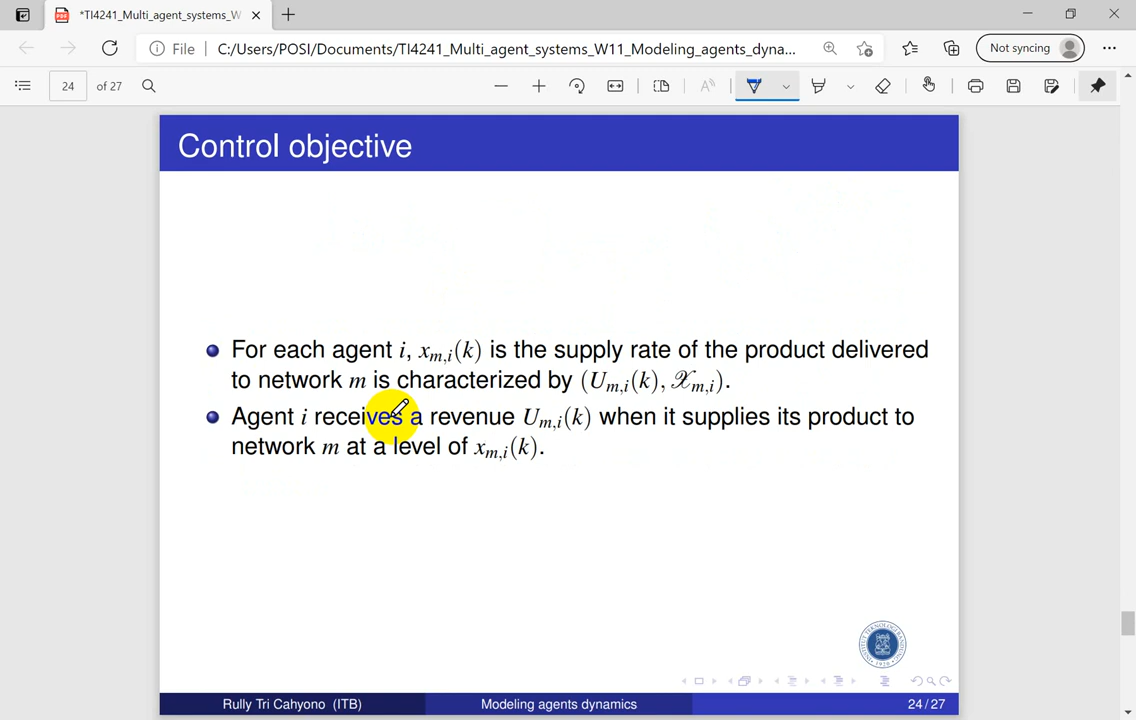 *TI4241_Multi_agent_systems_W
File
C:/Users/POSI/Documents/TI4241_Multi_agent_systems_W11_Modeling_agents_dyna...
Not syncing
24 of 27
Control objective
For each agent i, x_{m,i}(k) is the supply rate of the product delivered
to network m is characterized by (U_{m,i}(k), 𝒳_{m,i}).
Agent i receives a revenue U_{m,i}(k) when it supplies its product to
network m at a level of x_{m,i}(k).
Rully Tri Cahyono (ITB) Modeling agents dynamics 24/27